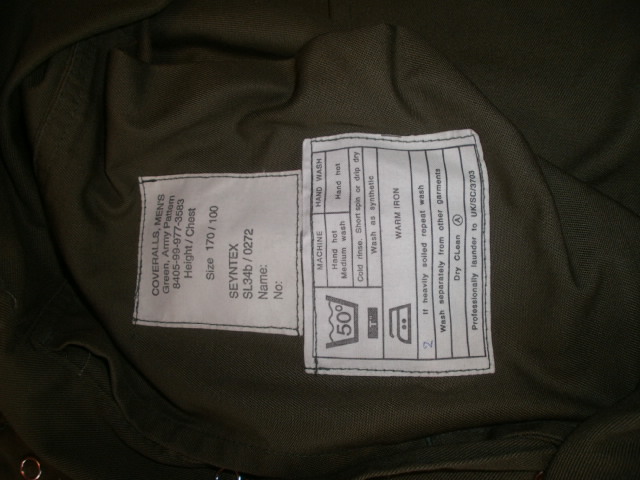 COVERALLS, MEN'S
Green, Army Pattern
8405-99-977-3583
Height / Chest
Size 170 / 100
SEYNTEX
SL34b / 0272
Name:
No:
50°
MACHINE
HAND WASH
Hand hot
Medium wash
Hand hot
Cold rinse. Short spin or drip dry
Wash as synthetic
WARM IRON
2
If heavily soiled repeat wash
Wash separately from other garments
Dry CLean A
Professionally launder to UK/SC/3703